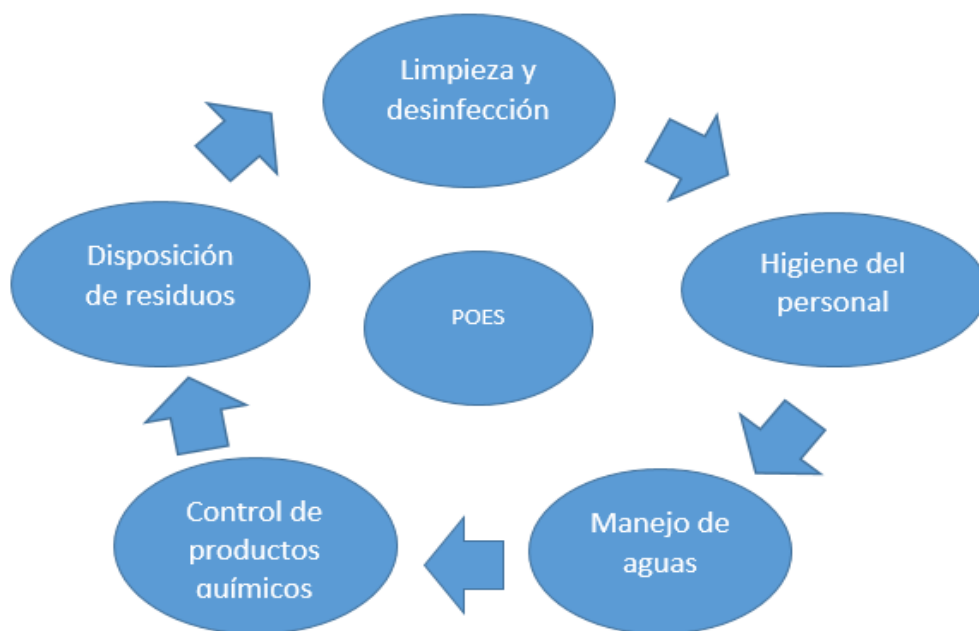 Limpieza y
desinfección
Higiene del
personal
Manejo de
aguas
Control de
productos
químicos
Disposición
de residuos
POES